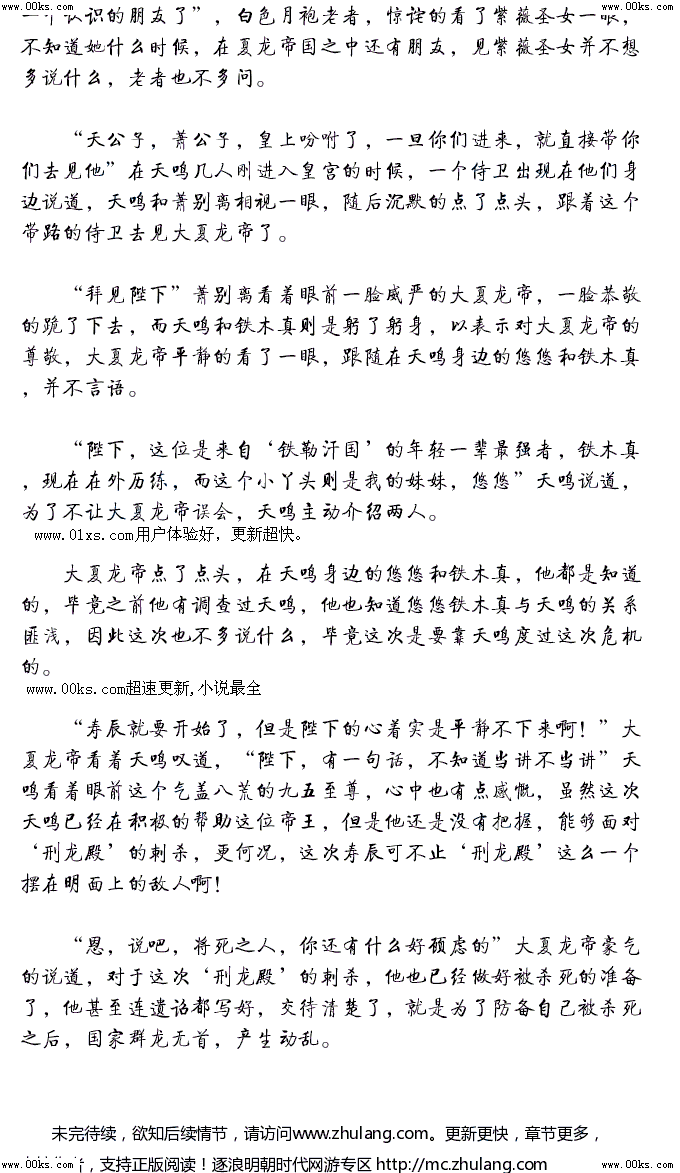 www.00ks.com www.00ks.com
一个认识的朋友了”，白色月袍老者，惊诧的看了紫薇圣女一眼，
不知道她什么时候，在夏龙帝国之中还有朋友，见紫薇圣女并不想
多说什么，老者也不多问。
“天公子，萧公子，皇上吩咐了，一旦你们进来，就直接带你
们去见他”在天鸣几人刚进入皇宫的时候，一个侍卫出现在他们身
边说道，天鸣和萧别离相视一眼，随后沉默的点了点头，跟着这个
带路的侍卫去见大夏龙帝了。
“拜见陛下”萧别离看着眼前一脸威严的大夏龙帝，一脸恭敬
的跪了下去，而天鸣和铁木真则是躬了躬身，以表示对大夏龙帝的
尊敬，大夏龙帝平静的看了一眼，跟随在天鸣身边的悠悠和铁木真
，并不言语。
“陛下，这位是来自‘铁勒汗国’的年轻一辈最强者，铁木真
，现在在外历练，而这个小丫头则是我的妹妹，悠悠”天鸣说道，
为了不让大夏龙帝误会，天鸣主动介绍两人。
www.01xs.com用户体验好，更新超快。
大夏龙帝点了点头，在天鸣身边的悠悠和铁木真，他都是知道
的，毕竟之前他有调查过天鸣，他也知道悠悠铁木真与天鸣的关系
匪浅，因此这次也不多说什么，毕竟这次是要靠天鸣度过这次危机
的。
www.00ks.com超速更新,小说最全
“寿辰就要开始了，但是陛下的心着实是平静不下来啊！”大
夏龙帝看着天鸣叹道，“陛下，有一句话，不知道当讲不当讲”天
鸣看着眼前这个气盖八荒的九五至尊，心中也有点感慨，虽然这次
天鸣已经在积极的帮助这位帝王，但是他还是没有把握，能够面对
‘刑龙殿’的刺杀，更何况，这次寿辰可不止‘刑龙殿’这么一个
摆在明面上的敌人啊！
“恩，说吧，将死之人，你还有什么好顾虑的”大夏龙帝豪气
的说道，对于这次‘刑龙殿’的刺杀，他也已经做好被杀死的准备
了，他甚至连遗诏都写好，交待清楚了，就是为了防备自己被杀死
之后，国家群龙无首，产生动乱。
未完待续，欲知后续情节，请访问www.zhulang.com。更新更快，章节更多，
，支持正版阅读！逐浪明朝时代网游专区 http://mc.zhulang.com
www.00ks.com www.00ks.com